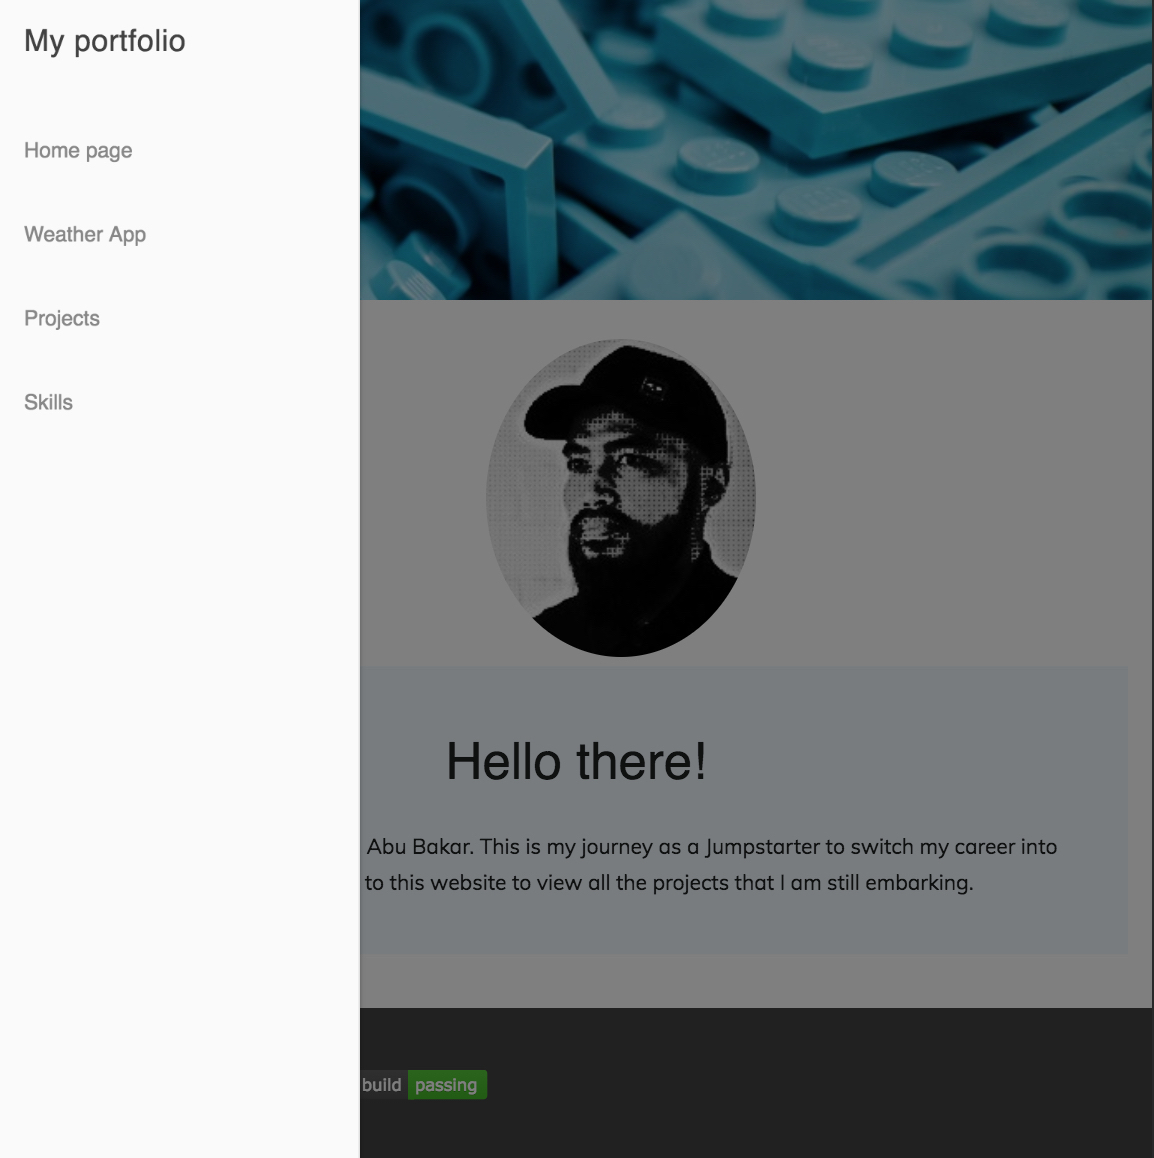 My portfolio
Home page
Weather App
Projects
Skills
Hello there!
Abu Bakar. This is my journey as a Jumpstarter to switch my career into
to this website to view all the projects that I am still embarking.
build passing